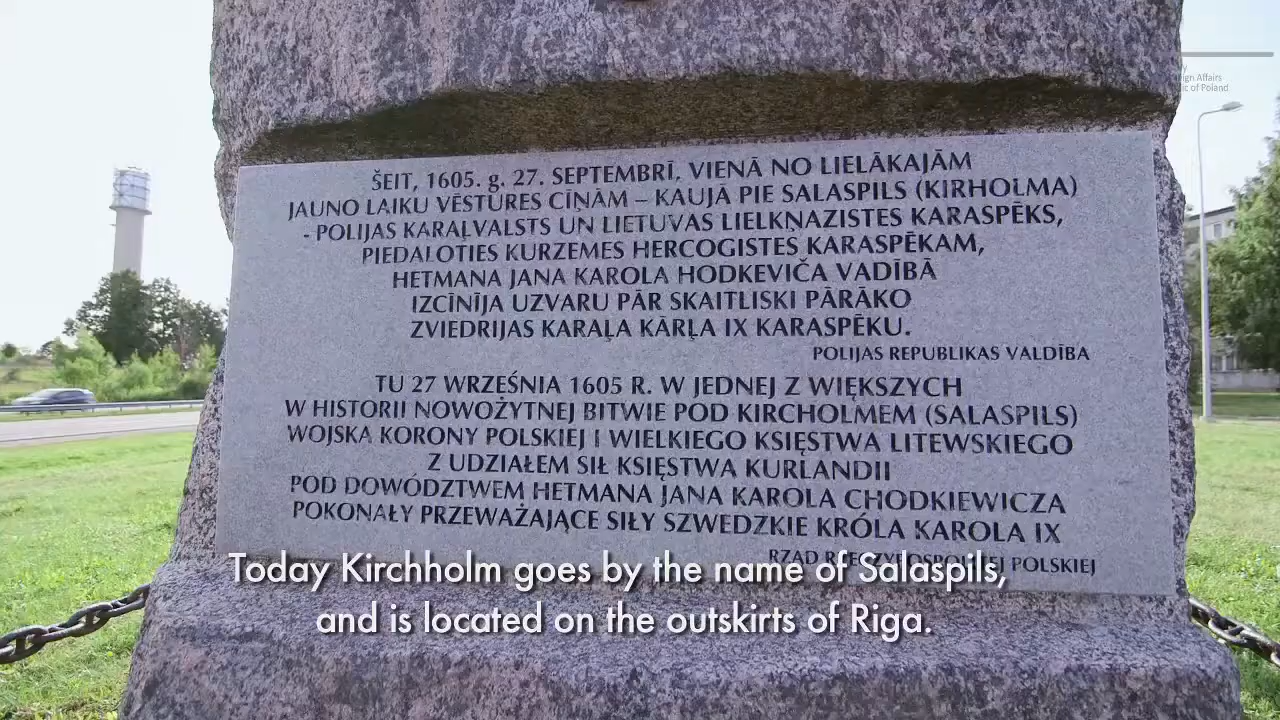 ŠEIT, 1605. g. 27. SEPTEMBRĪ. VIENĀ NO LIELĀKAJĀM
JAUNO LAIKU VĒSTURES CĪŅĀM – KAUJĀ PIE SALASPILS (KIRHOLMA)
- POLIJAS KARAĻVALSTS UN LIETUVAS LIELKŅAZISTES KARASPĒKS,
PIEDALOTIES KURZEMES HERCOGISTES KARASPĒKAM,
HETMANA JANA KAROLA HODKEVIČA VADĪBĀ
IZCĪNĪJA UZVARU PĀR SKAITLISKI PĀRĀKO
ZVIEDRIJAS KARAĻA KĀRĻA IX KARASPĒKU.
POLIJAS REPUBLIKAS VALDĪBA
TU 27 WRZEŚNIA 1605 R. W JEDNEJ Z WIĘKSZYCH
W HISTORII NOWOŻYTNEJ BITWIE POD KIRCHOLMEM (SALASPILS)
WOJSKA KORONY POLSKIEJ I WIELKIEGO KSIĘSTWA LITEWSKIEGO
Z UDZIAŁEM SIŁ KSIĘSTWA KURLANDII
POD DOWÓDZTWEM HETMANA JANA KAROLA CHODKIEWICZA
POKONAŁY PRZEWAŻAJĄCE SIŁY SZWEDZKIE KRÓLA KAROLA IX
RZĄD RZECZYPOSPOLITEJ POLSKIEJ
Today Kirchholm goes by the name of Salaspils,
and is located on the outskirts of Riga.
Affairs
of Poland